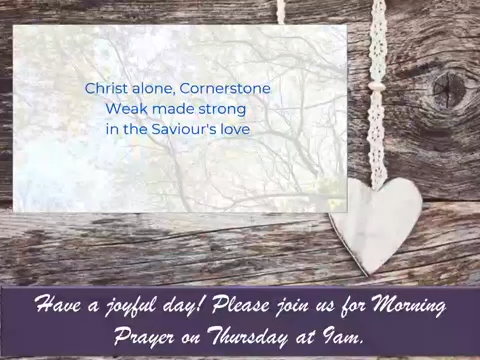 Christ alone, Cornerstone
Weak made strong
in the Saviour's love
Have a joyful day! Please join us for Morning
Prayer on Thursday at 9am.